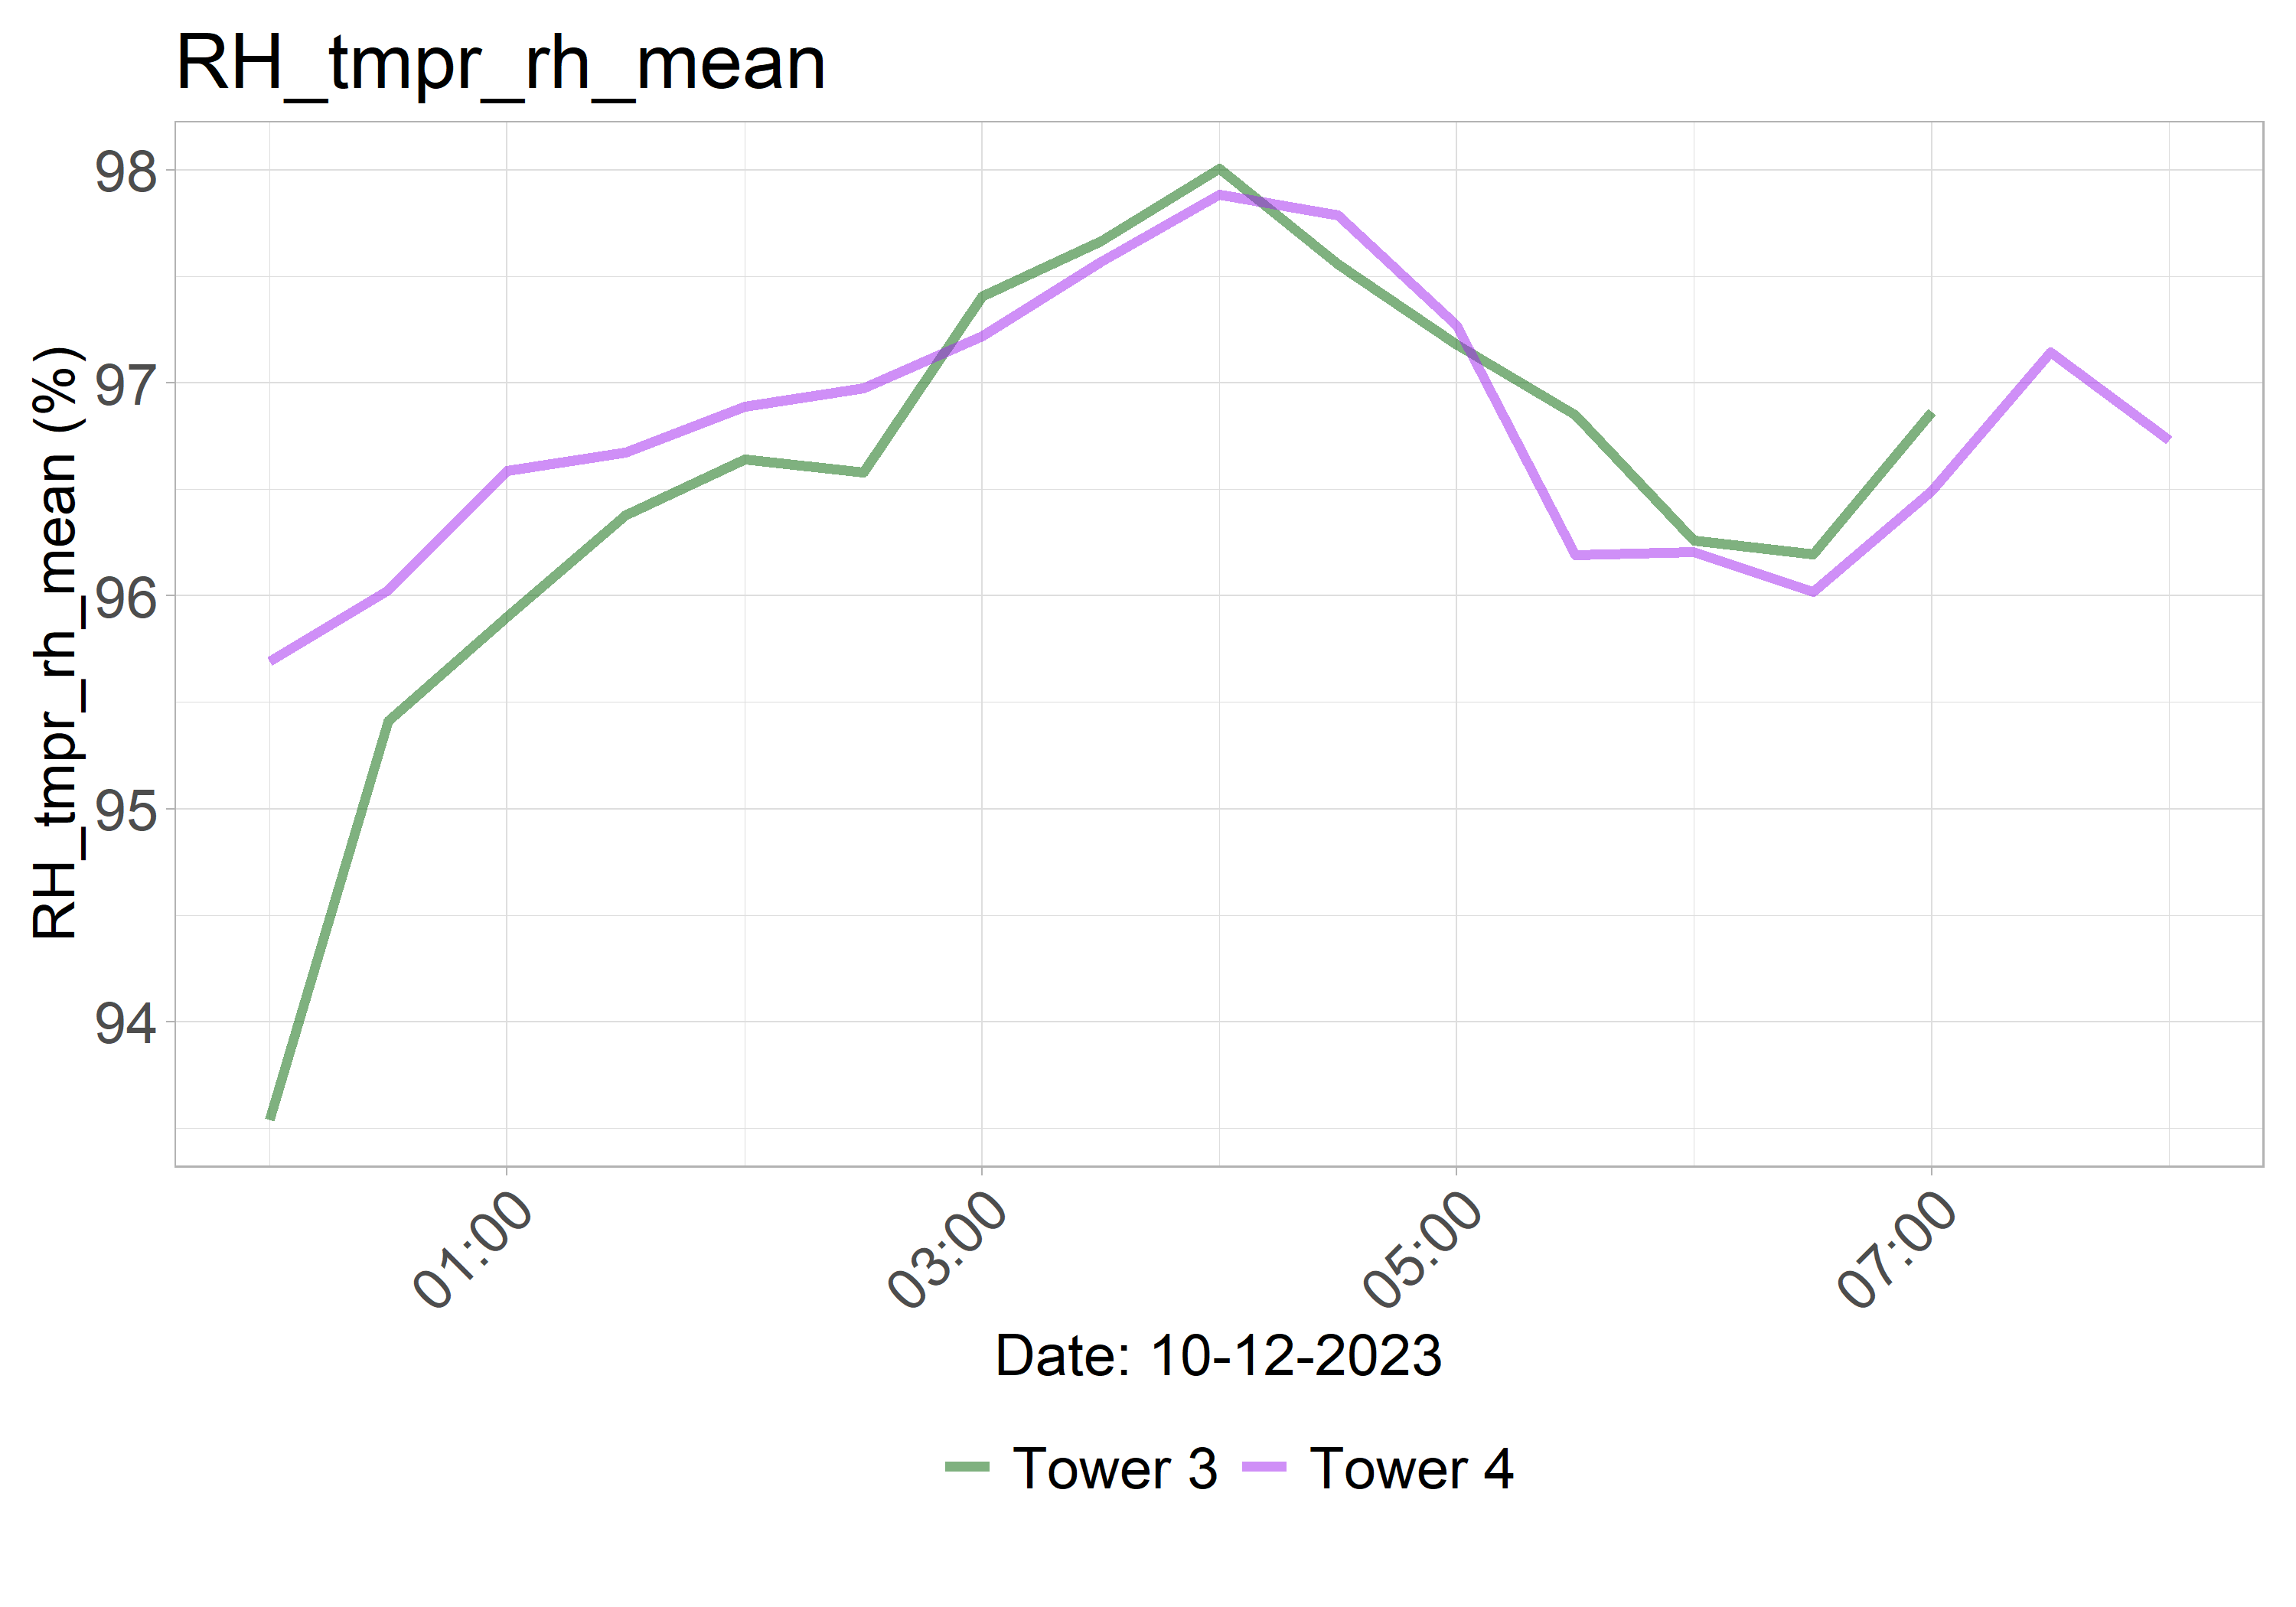 RH_tmpr_rh_mean
RH_tmpr_rh_mean (%)
98
97
96
95
94
01:00
03:00
05:00
07:00
Date: 10-12-2023
Tower 3
Tower 4